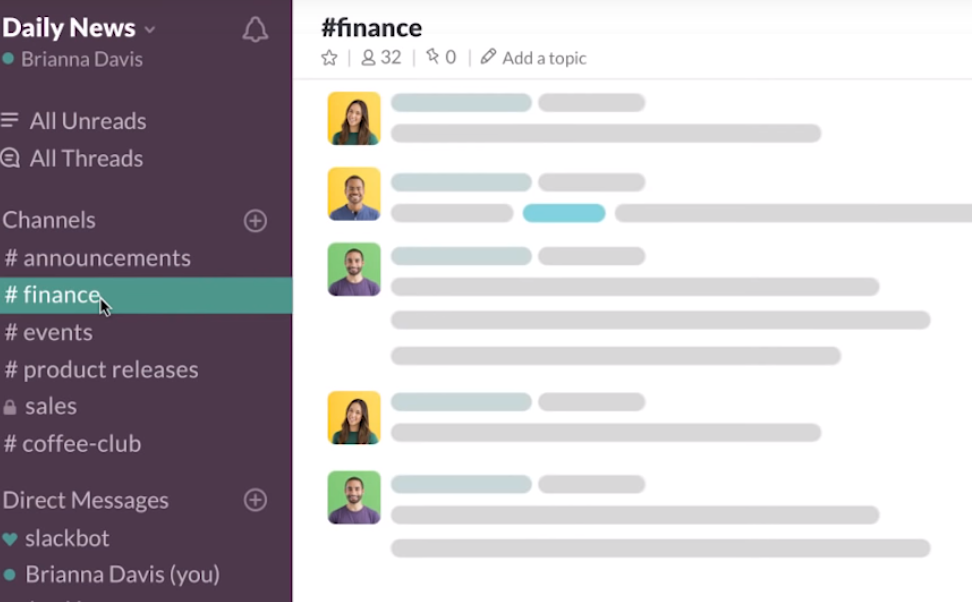 Daily News
Brianna Davis
All Unreads
All Threads
Channels
# announcements
# finance
# events
# product releases
sales
# coffee-club
Direct Messages
slackbot
Brianna Davis (you)
#finance
32 | 0 | Add a topic